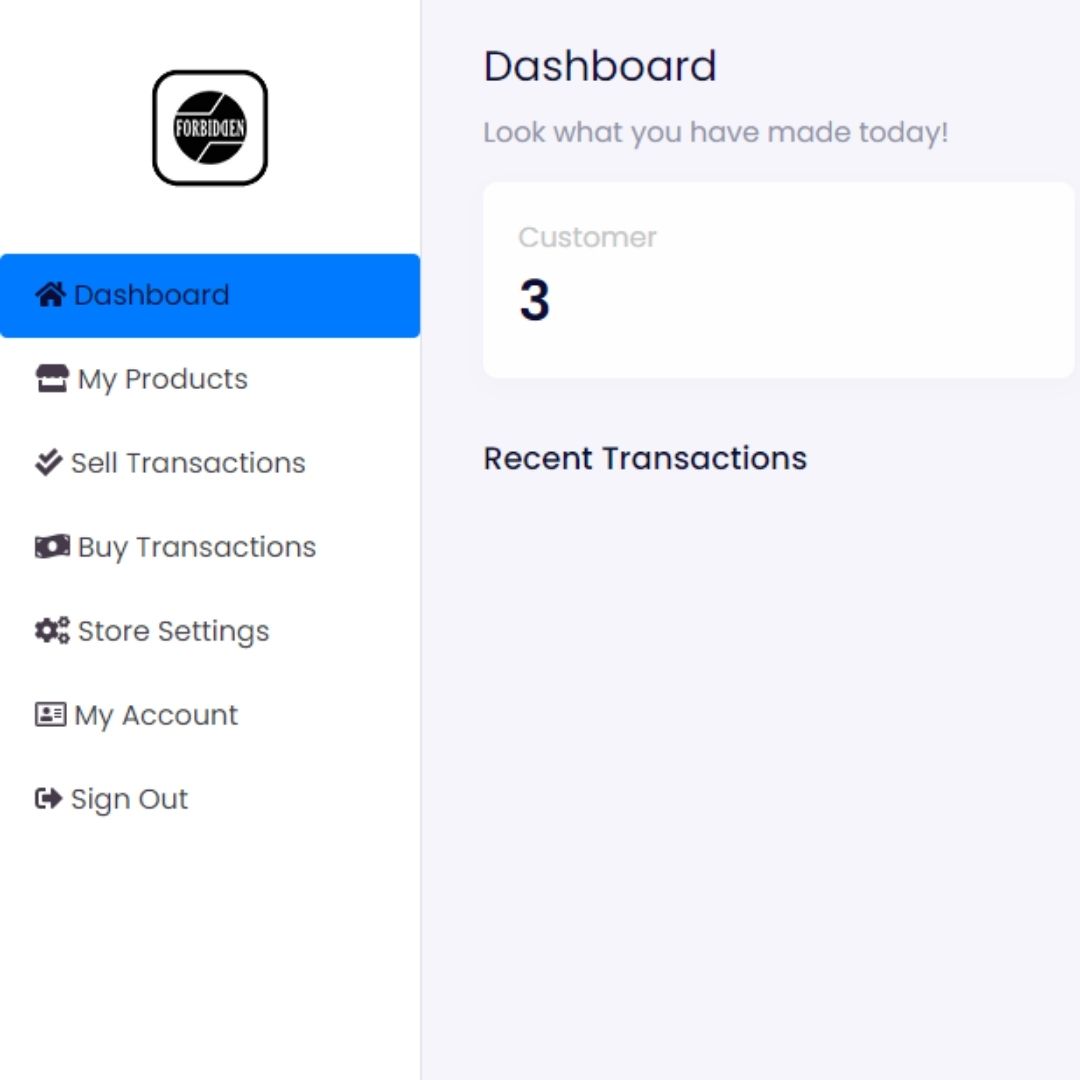 FORBIDDEN
Dashboard
My Products
Sell Transactions
Buy Transactions
Store Settings
My Account
Sign Out
Dashboard
Look what you have made today!
Customer
3
Recent Transactions